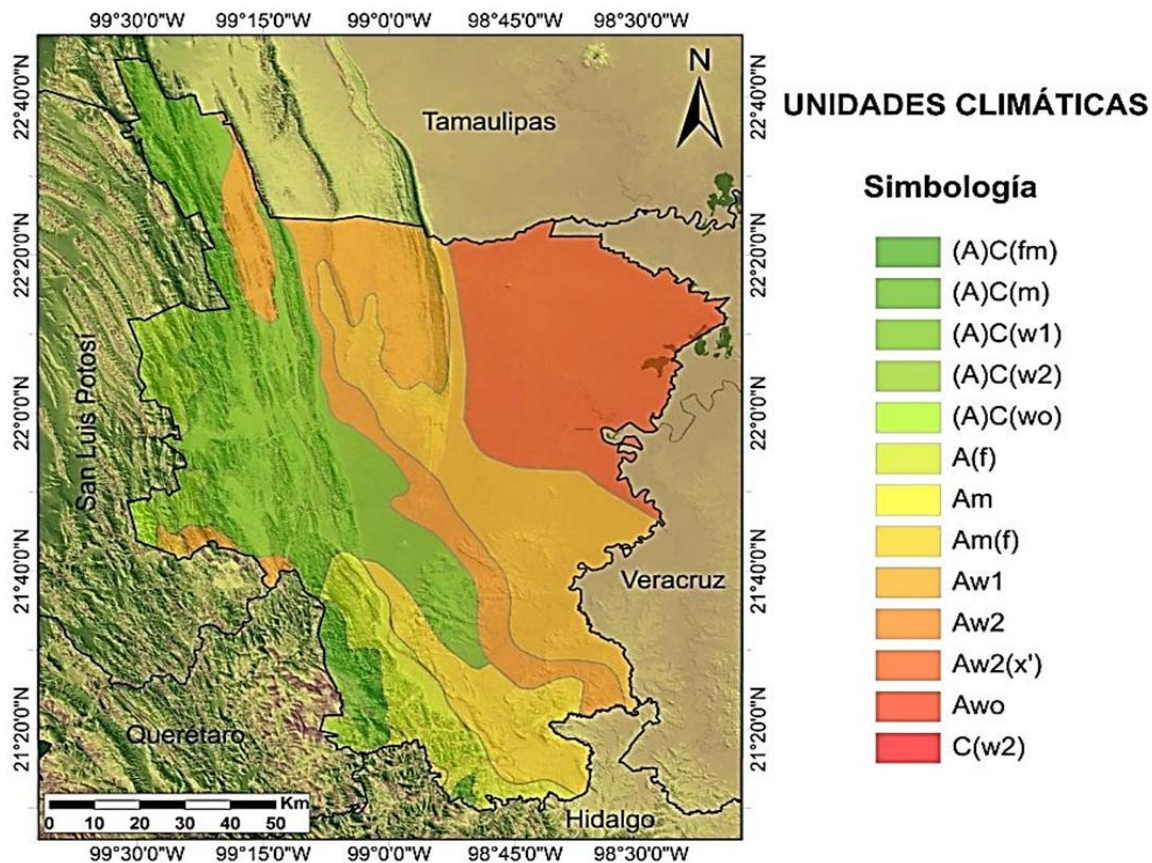 99°30'0"W 99°15'0"W 99°0'0"W 98°45'0"W 98°30'0"W
22°40'0"N
22°20'0"N
22°0'0"N
21°40'0"N
21°20'0"N
22°40'0"N
22°20'0"N
22°0'0"N
21°40'0"N
21°20'0"N
N
Tamaulipas
San Luis Potosí
Veracruz
Querétaro
Hidalgo
Km
0 10 20 30 40 50
99°30'0"W 99°15'0"W 99°0'0"W 98°45'0"W 98°30'0"W
UNIDADES CLIMÁTICAS
Simbología
(A)C(fm)
(A)C(m)
(A)C(w1)
(A)C(w2)
(A)C(wo)
A(f)
Am
Am(f)
Aw1
Aw2
Aw2(x')
Awo
C(w2)